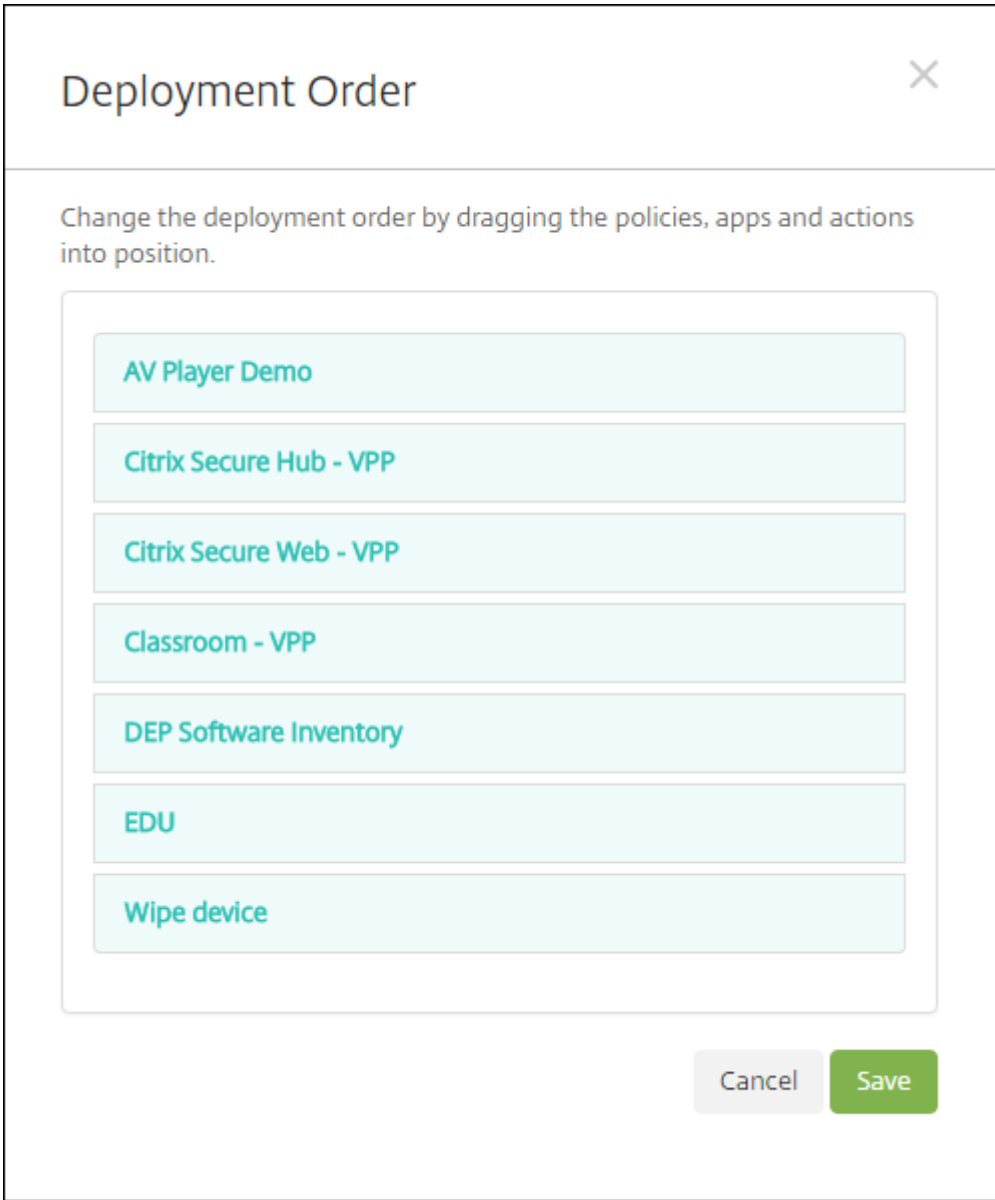 Deployment Order
Change the deployment order by dragging the policies, apps and actions
into position.
AV Player Demo
Citrix Secure Hub - VPP
Citrix Secure Web - VPP
Classroom - VPP
DEP Software Inventory
EDU
Wipe device
Cancel Save